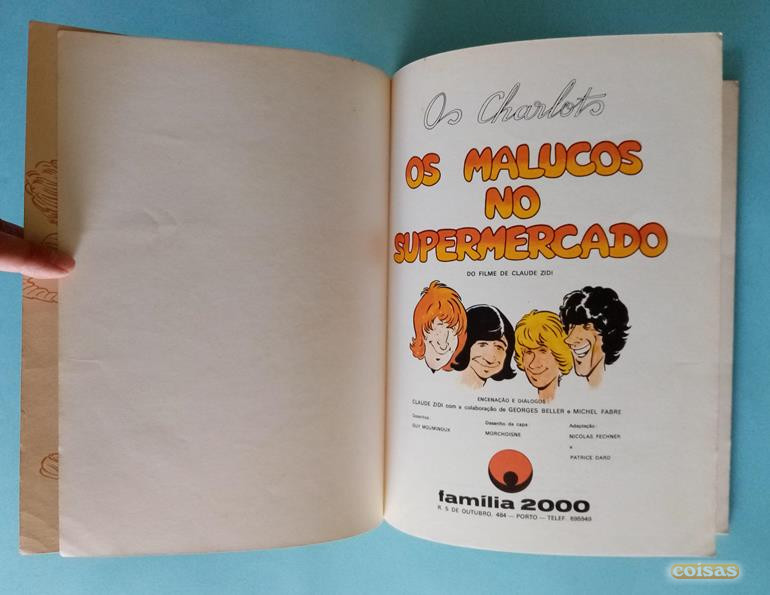 Os Charlots
OS MALUCOS
NO
SUPERMERCADO
DO FILME DE CLAUDE ZIDI
ENCENAÇÃO E DIÁLOGOS:
CLAUDE ZIDI com a colaboração de GEORGES BELLER e MICHEL FABRE
Desenhos
GUY MOUMINOUX
Desenho da capa:
MORCHOISNE
Adaptação:
NICOLAS FECHNER
e
PATRICE DARD
família 2000
R. 5 DE OUTUBRO, 484 — PORTO — TELEF. 695943
coisas